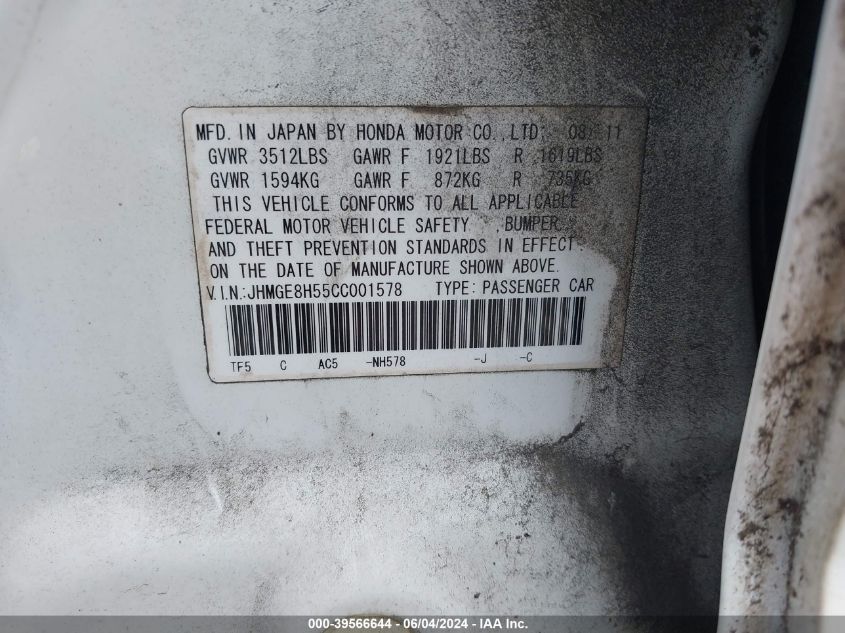 MFD. IN JAPAN BY HONDA MOTOR CO., LTD. 08/11
GVWR 3512LBS GAWR F 1921LBS R 1619LBS
GVWR 1594KG GAWR F 872KG R 735KG
THIS VEHICLE CONFORMS TO ALL APPLICABLE
FEDERAL MOTOR VEHICLE SAFETY , BUMPER,
AND THEFT PREVENTION STANDARDS IN EFFECT
ON THE DATE OF MANUFACTURE SHOWN ABOVE.
V.I.N.:JHMGE8H55CC001578 TYPE: PASSENGER CAR
TF5 C AC5 -NH578 -J -C
000-39566644 - 06/04/2024 - IAA Inc.